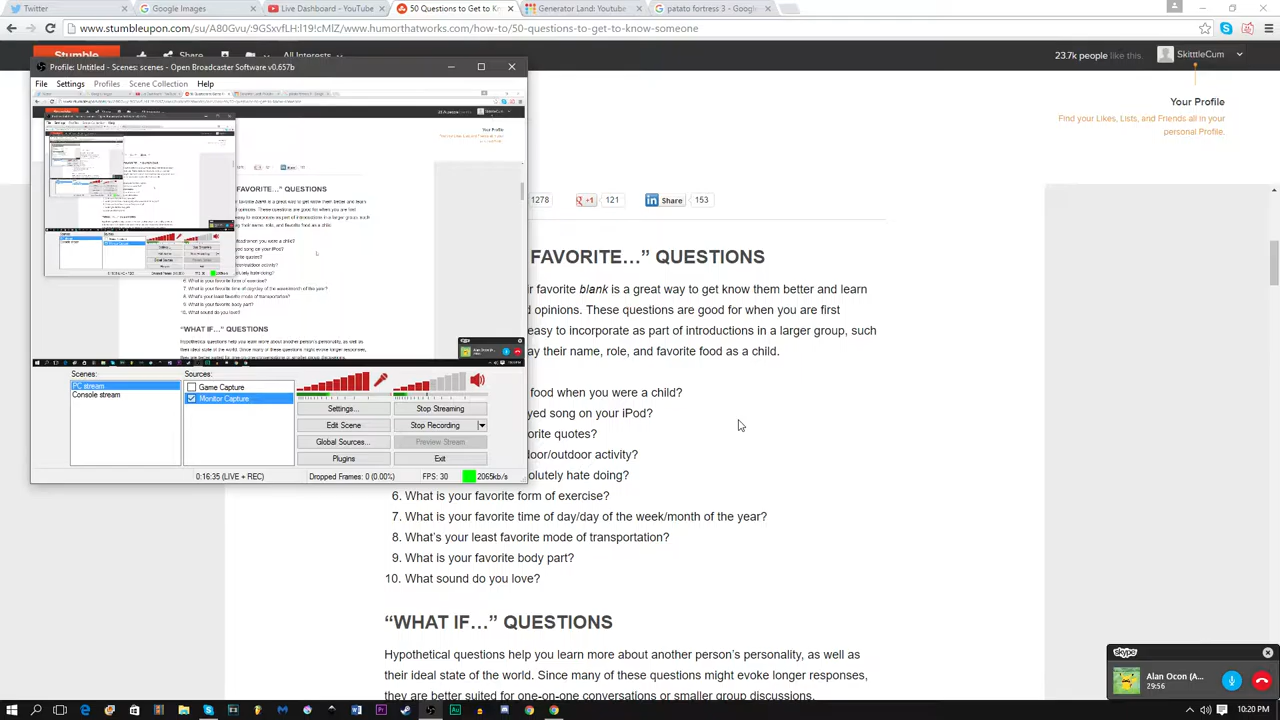 Twitter
Google Images
Live Dashboard - YouTube
50 Questions to Get to Kn
Generator Land: Youtube
patato fortress 3 - Google
www.stumbleupon.com/su/A80Gvu/:9GSxvfLH:I19!cMlZ/www.humorthatworks.com/how-to/50-questions-to-get-to-know-someone
Stumble
Share
All Interests
23.7k people like this.
SkittleCum
Profile: Untitled - Scenes: scenes - Open Broadcaster Software v0.657b
File Settings Profiles Scene Collection Help
Your Profile
Find your Likes, Lists, and Friends all in your
personal Profile.
+1 121
Share 153
FAVORITE…” QUESTIONS
favorite blank is a great way to get know them better and learn
d opinions. These questions are good for when you are first
easy to incorporate as part of introductions in a larger group, such
ay their name, role, and favorite food as a child.
food when you were a child?
yed song on your iPod?
orite quotes?
door/outdoor activity?
olutely hate doing?
6. What is your favorite form of exercise?
7. What is your favorite time of day/day of the week/month of the year?
8. What’s your least favorite mode of transportation?
9. What is your favorite body part?
10. What sound do you love?
“WHAT IF…” QUESTIONS
Hypothetical questions help you learn more about another person’s personality, as well as
their ideal state of the world. Since many of these questions might evoke longer responses,
they are better suited for one-on-one conversations or smaller group discussions.
Scenes:
PC stream
Console stream
Sources:
Game Capture
Monitor Capture
Settings...
Stop Streaming
Edit Scene
Stop Recording
Global Sources...
Preview Stream
Plugins
Exit
0:16:35 (LIVE + REC)
Dropped Frames: 0 (0.00%)
FPS: 30
2065kb/s
skype
Alan Ocon (A...
29:56
10:20 PM